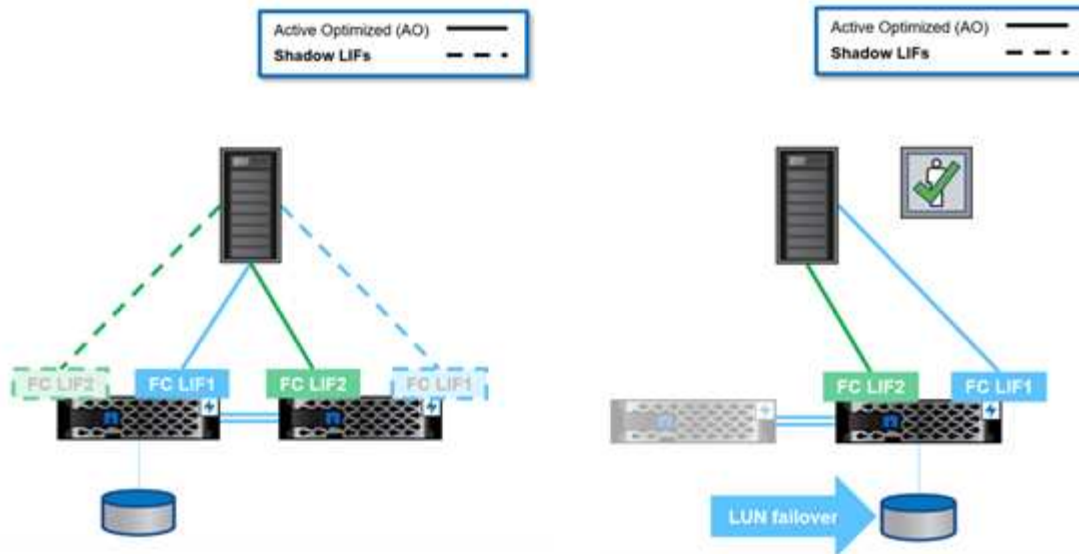 Active Optimized (AO)
Shadow LIFs
FC LIF2
FC LIF1
FC LIF2
FC LIF1
Active Optimized (AO)
Shadow LIFs
FC LIF2
FC LIF1
LUN failover